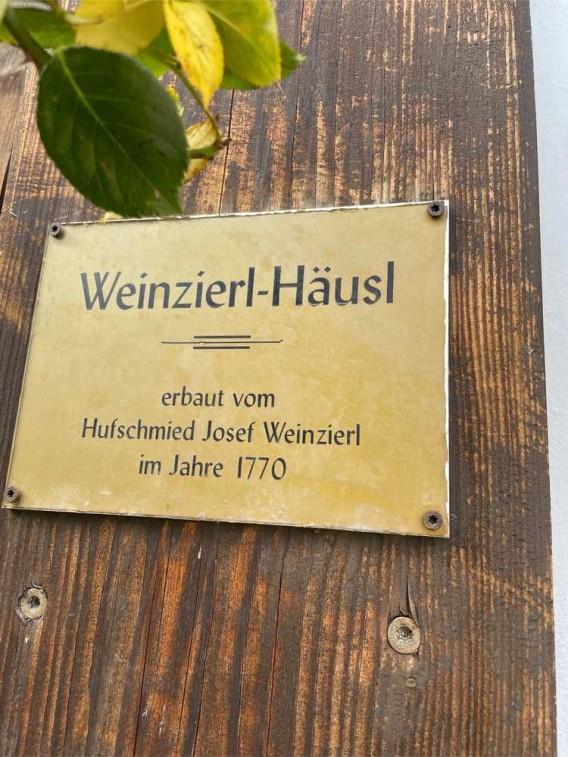 Weinzierl-Häusl
erbaut vom
Hufschmied Josef Weinzierl
im Jahre 1770